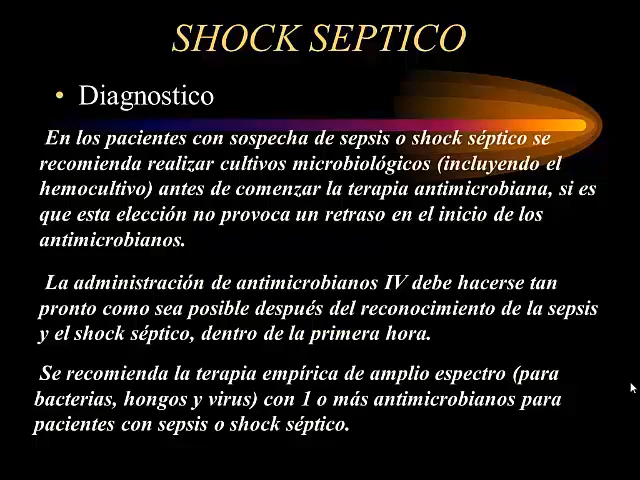 SHOCK SEPTICO
• Diagnostico
En los pacientes con sospecha de sepsis o shock séptico se
recomienda realizar cultivos microbiológicos (incluyendo el
hemocultivo) antes de comenzar la terapia antimicrobiana, si es
que esta elección no provoca un retraso en el inicio de los
antimicrobianos.
La administración de antimicrobianos IV debe hacerse tan
pronto como sea posible después del reconocimiento de la sepsis
y el shock séptico, dentro de la primera hora.
Se recomienda la terapia empírica de amplio espectro (para
bacterias, hongos y virus) con 1 o más antimicrobianos para
pacientes con sepsis o shock séptico.